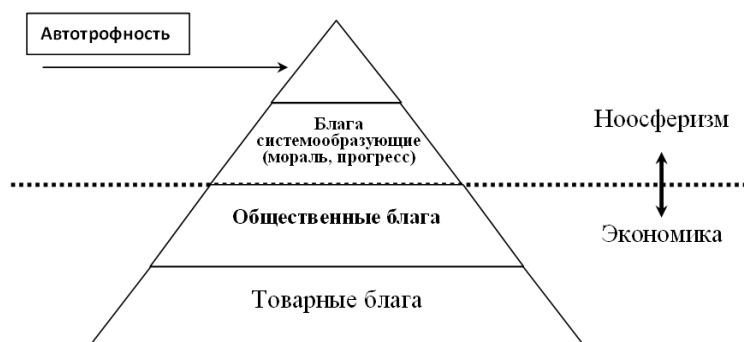 Автотрофность
Блага
системообразующие
(мораль, прогресс)
Ноосферизм
Общественные блага
Экономика
Товарные блага